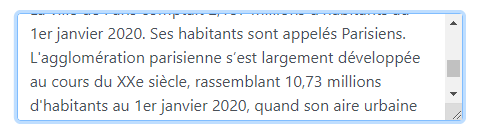 La ville de Paris comptait 2,187 millions d'habitants au
1er janvier 2020. Ses habitants sont appelés Parisiens.
L'agglomération parisienne s’est largement développée
au cours du XXe siècle, rassemblant 10,73 millions
d'habitants au 1er janvier 2020, quand son aire urbaine